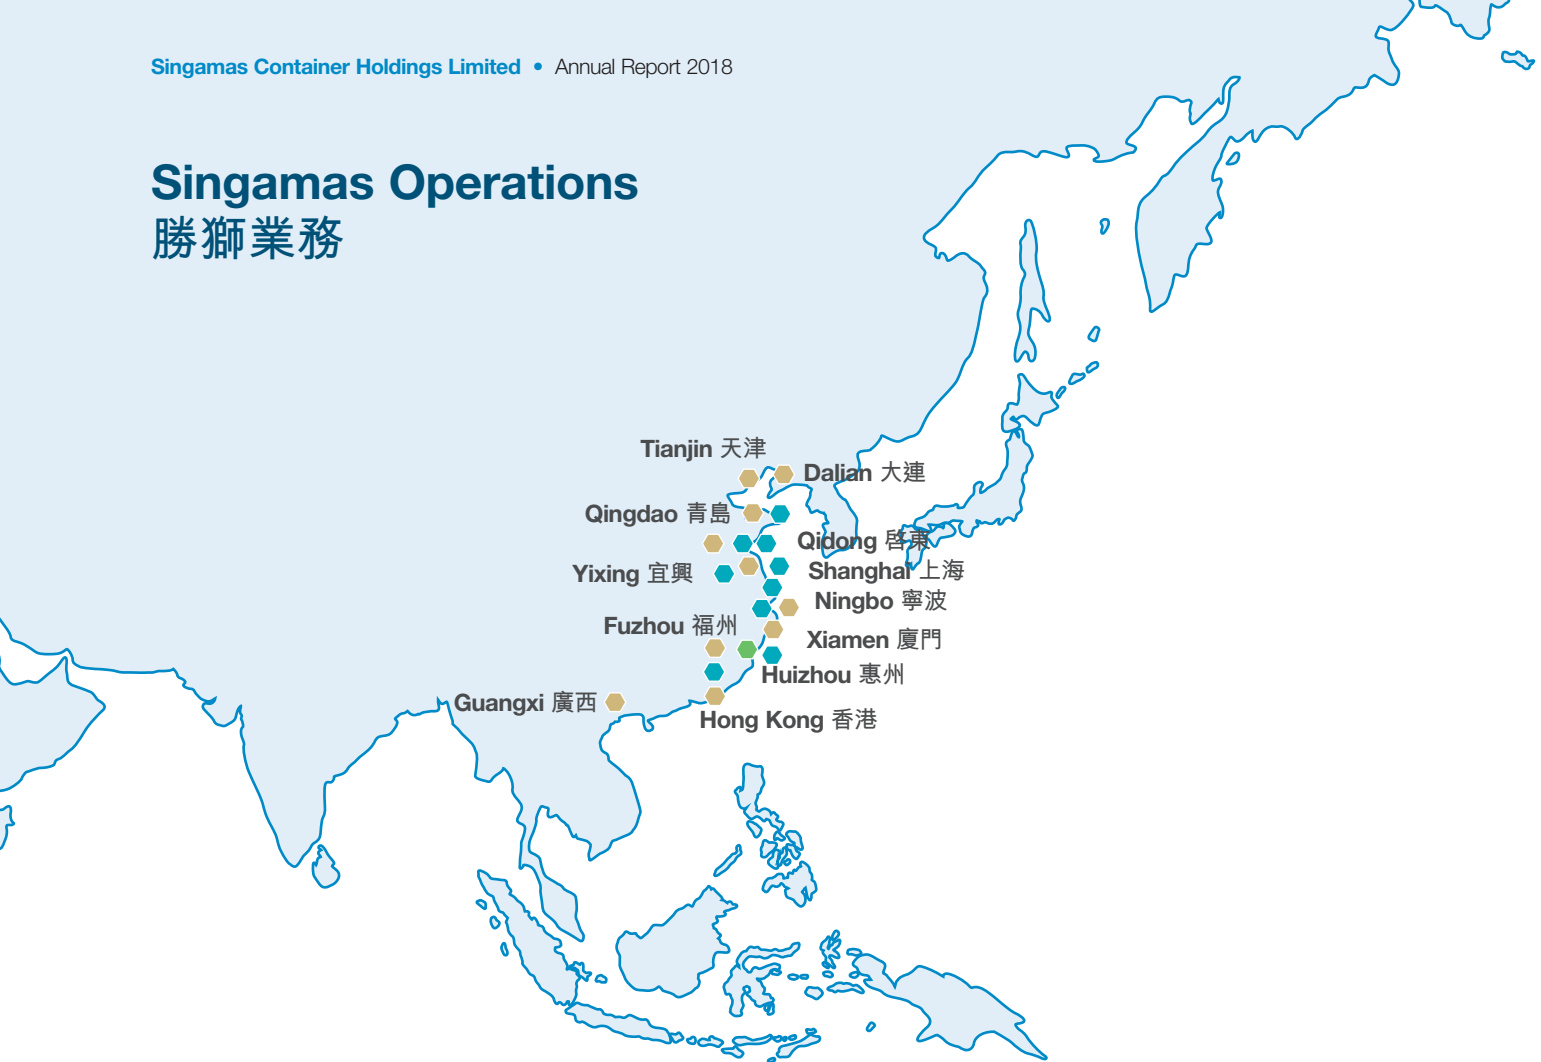 Singamas Container Holdings Limited • Annual Report 2018
Singamas Operations
勝獅業務
Tianjin 天津
Dalian 大連
Qingdao 青島
Qidong 啓東
Yixing 宜興
Shanghai 上海
Ningbo 寧波
Fuzhou 福州
Xiamen 廈門
Huizhou 惠州
Guangxi 廣西
Hong Kong 香港